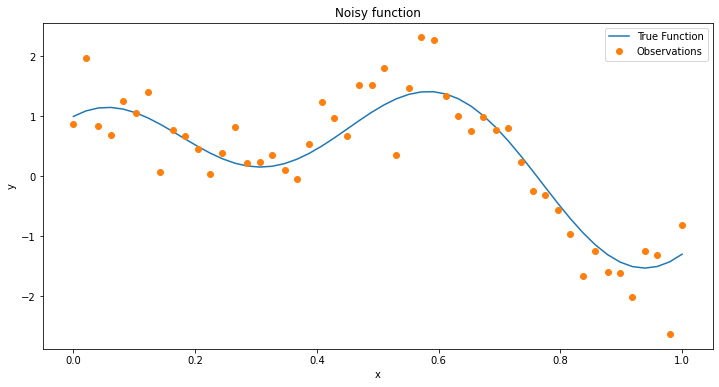 Noisy function
True Function
Observations
2
1
0
−1
−2
y
0.0 0.2 0.4 0.6 0.8 1.0
x